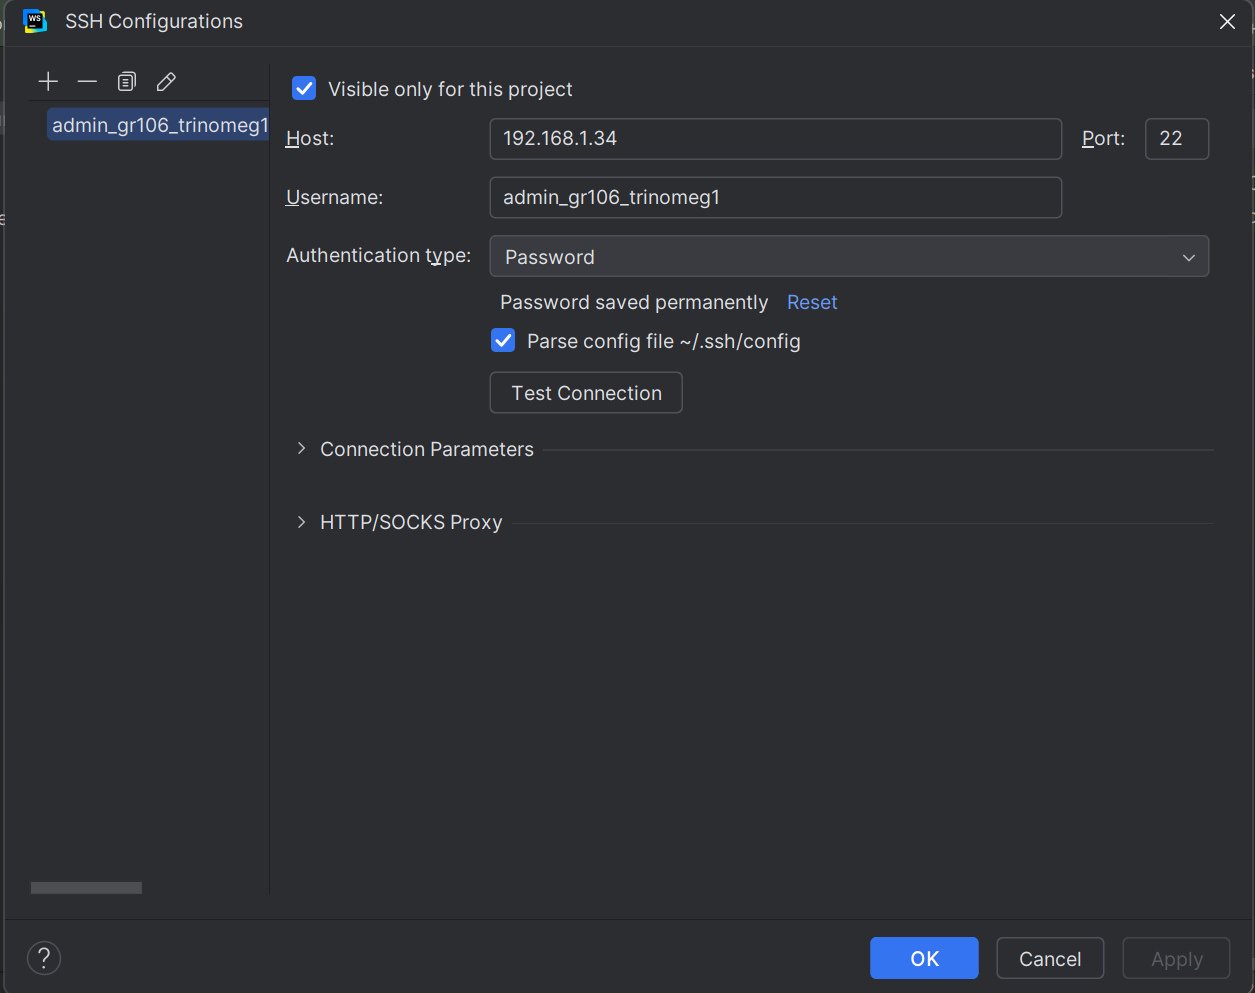 WS
SSH Configurations
Visible only for this project
admin_gr106_trinomeg1
Host: 192.168.1.34 Port: 22
Username: admin_gr106_trinomeg1
Authentication type: Password
Password saved permanently Reset
Parse config file ~/.ssh/config
Test Connection
Connection Parameters
HTTP/SOCKS Proxy
? OK Cancel Apply